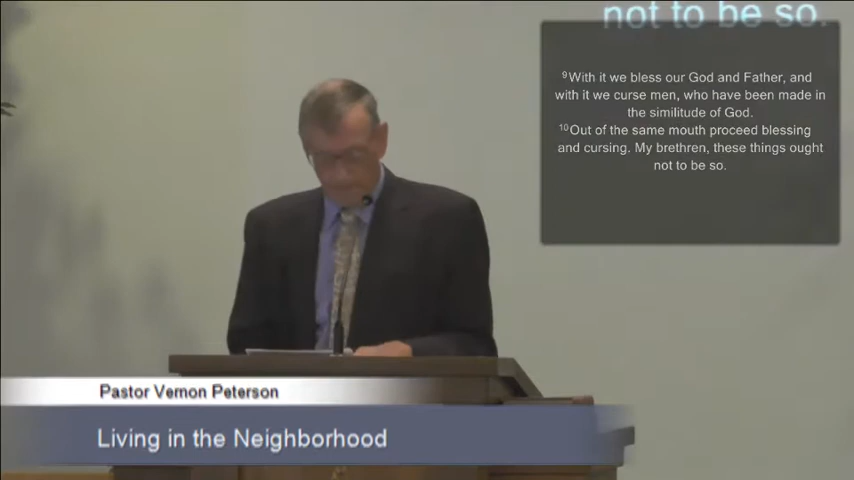 not to be so.
9With it we bless our God and Father, and
with it we curse men, who have been made in
the similitude of God.
10Out of the same mouth proceed blessing
and cursing. My brethren, these things ought
not to be so.
Pastor Vernon Peterson
Living in the Neighborhood